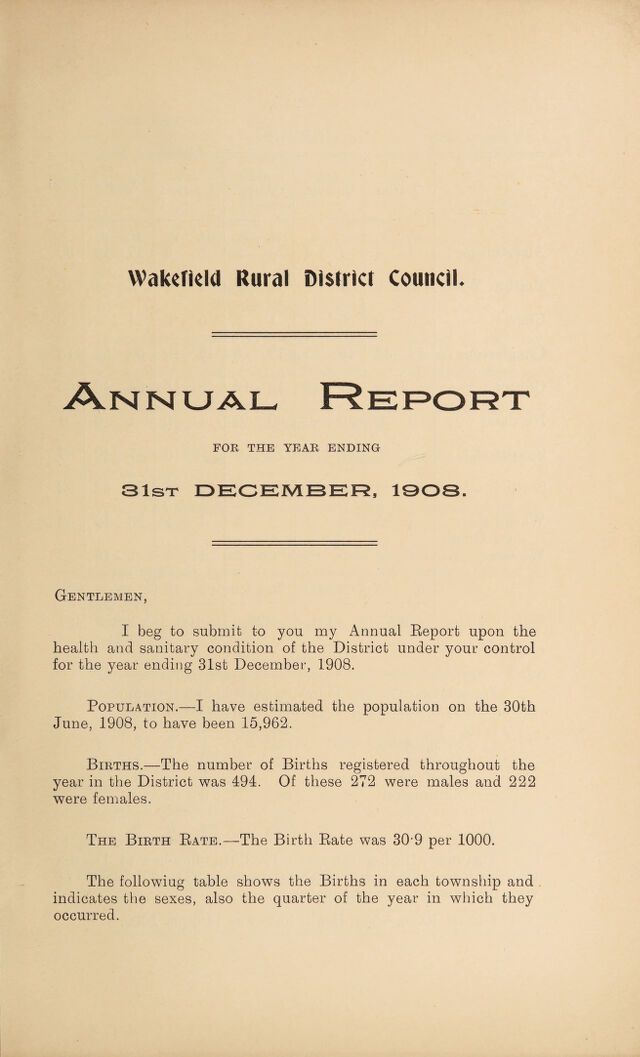 Wakefield Rural District Council.
ANNUAL REPORT
FOR THE YEAR ENDING
31ST DECEMBER, 1908.
GENTLEMEN,
I beg to submit to you my Annual Report upon the
health and sanitary condition of the District under your control
for the year ending 31st December, 1908.
POPULATION.—I have estimated the population on the 30th
June, 1908, to have been 15,962.
BIRTHS.—The number of Births registered throughout the
year in the District was 494. Of these 272 were males and 222
were females.
THE BIRTH RATE.—The Birth Rate was 30·9 per 1000.
The followiug table shows the Births in each township and
indicates the sexes, also the quarter of the year in which they
occurred.